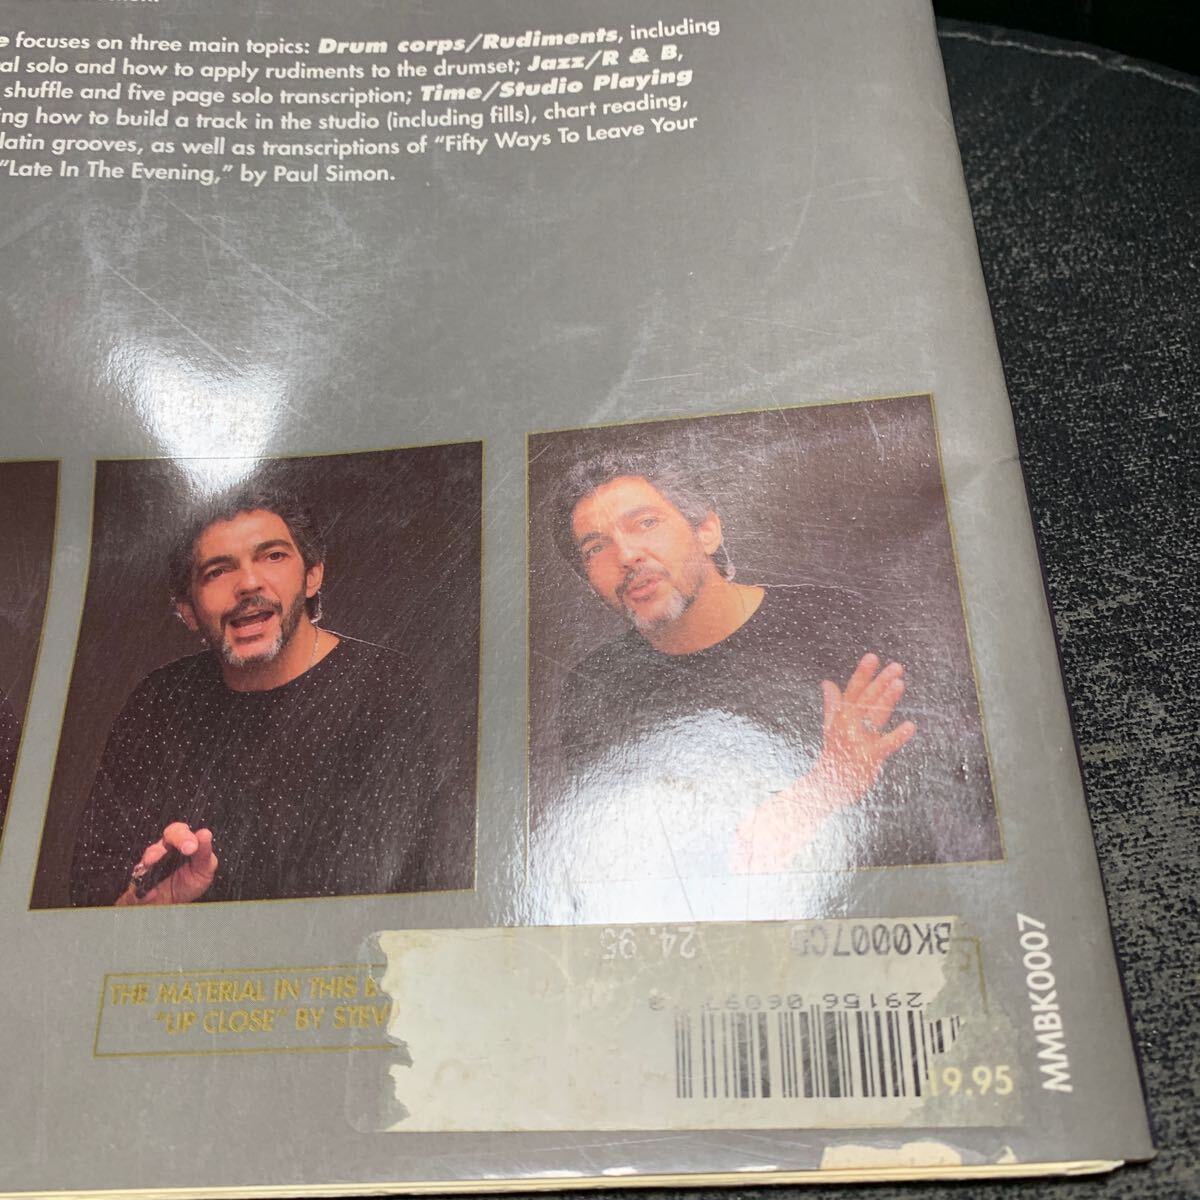 focuses on three main topics: Drum corps/Rudiments, including
al solo and how to apply rudiments to the drumset; Jazz/R & B,
shuffle and five page solo transcription; Time/Studio Playing
ing how to build a track in the studio (including fills), chart reading,
latin grooves, as well as transcriptions of "Fifty Ways To Leave Your
"Late In The Evening," by Paul Simon.
THE MATERIAL IN THIS B
"UP CLOSE" BY STEV
BK0007CD
24.95
29156
19.95
MMBK0007